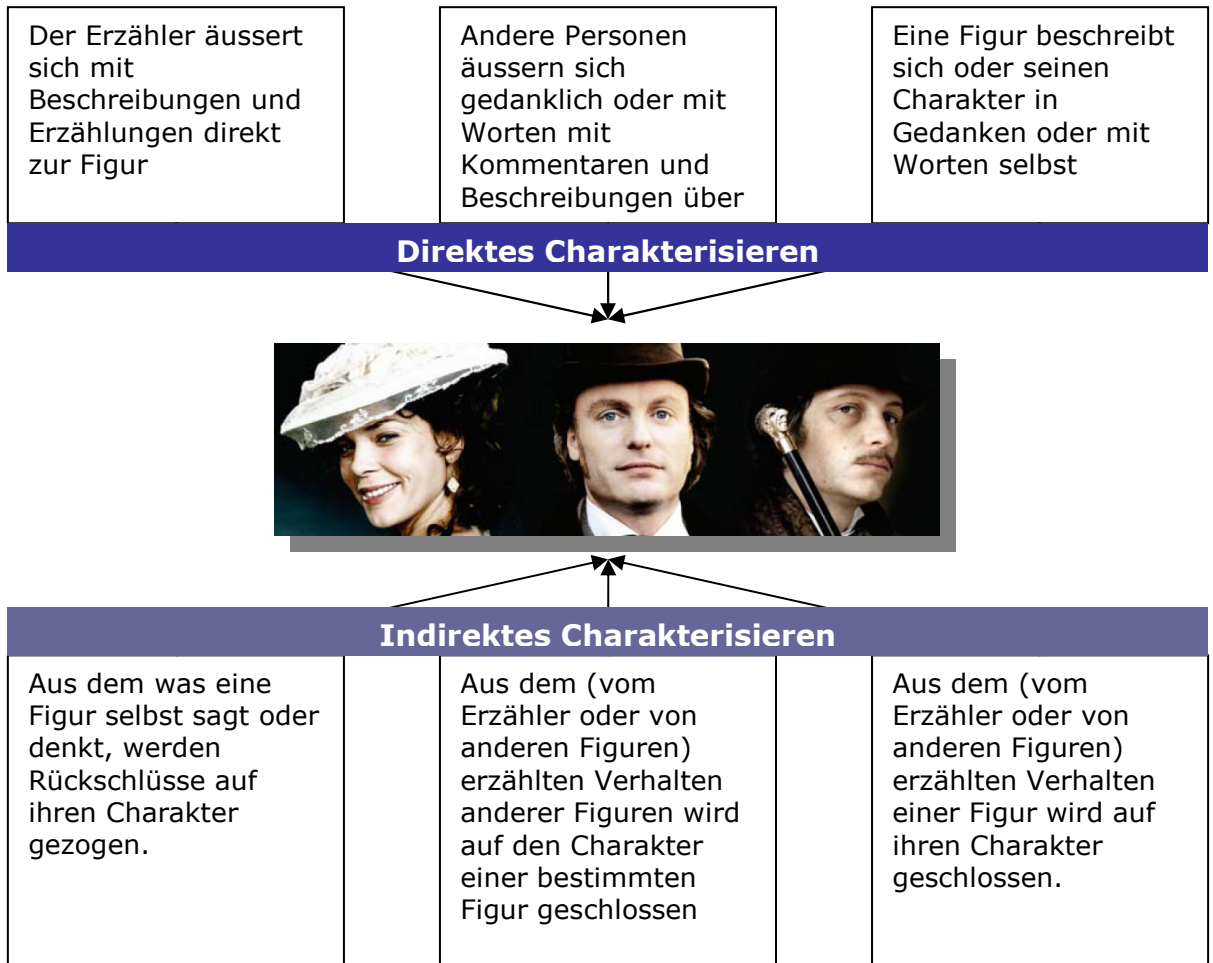 Der Erzähler äussert
sich mit
Beschreibungen und
Erzählungen direkt
zur Figur
Andere Personen
äussern sich
gedanklich oder mit
Worten mit
Kommentaren und
Beschreibungen über
Eine Figur beschreibt
sich oder seinen
Charakter in
Gedanken oder mit
Worten selbst
Direktes Charakterisieren
Indirektes Charakterisieren
Aus dem was eine
Figur selbst sagt oder
denkt, werden
Rückschlüsse auf
ihren Charakter
gezogen.
Aus dem (vom
Erzähler oder von
anderen Figuren)
erzählten Verhalten
anderer Figuren wird
auf den Charakter
einer bestimmten
Figur geschlossen
Aus dem (vom
Erzähler oder von
anderen Figuren)
erzählten Verhalten
einer Figur wird auf
ihren Charakter
geschlossen.